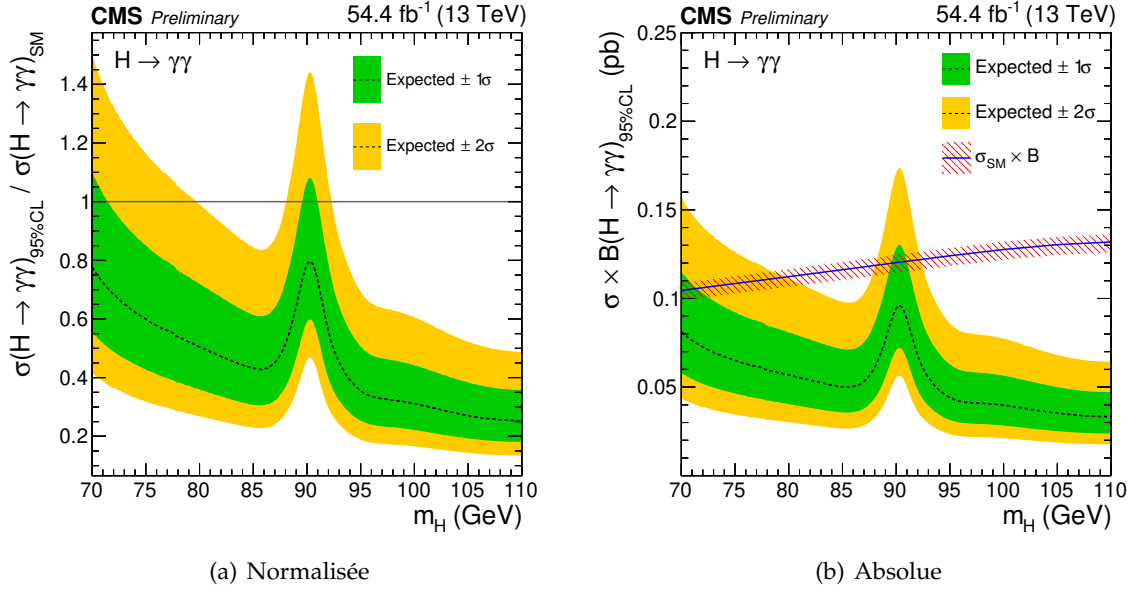 CMS Preliminary 54.4 fb⁻¹ (13 TeV)
H → γγ
Expected ± 1σ
Expected ± 2σ
σ(H → γγ)95%CL / σ(H → γγ)SM
1.4
1.2
1
0.8
0.6
0.4
0.2
70 75 80 85 90 95 100 105 110
mH (GeV)
(a) Normalisée
CMS Preliminary 54.4 fb⁻¹ (13 TeV)
H → γγ
Expected ± 1σ
Expected ± 2σ
σSM × B
σ × B(H → γγ)95%CL (pb)
0.25
0.2
0.15
0.1
0.05
70 75 80 85 90 95 100 105 110
mH (GeV)
(b) Absolue